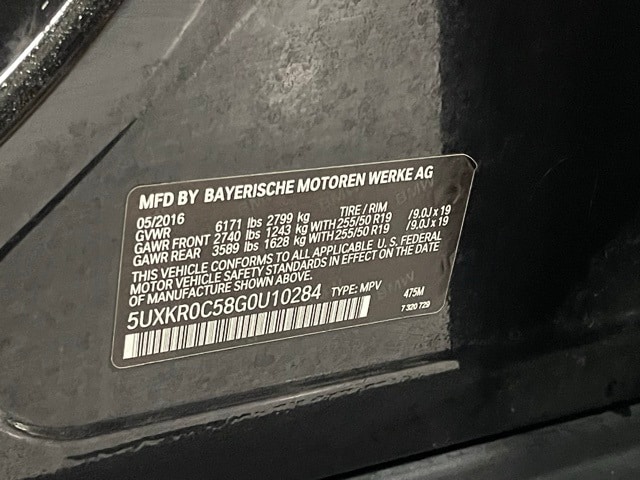 MFD BY BAYERISCHE MOTOREN WERKE AG
05/2016 TIRE / RIM
GVWR 6171 lbs 2799 kg
GAWR FRONT 2740 lbs 1243 kg WITH 255/50 R19 / 9.0J x 19
GAWR REAR 3589 lbs 1628 kg WITH 255/50 R19 / 9.0J x 19
THIS VEHICLE CONFORMS TO ALL APPLICABLE U. S. FEDERAL
MOTOR VEHICLE SAFETY STANDARDS IN EFFECT ON THE DATE
OF MANUFACTURE SHOWN ABOVE.
5UXKR0C58G0U10284 TYPE: MPV 475M
7 320 729